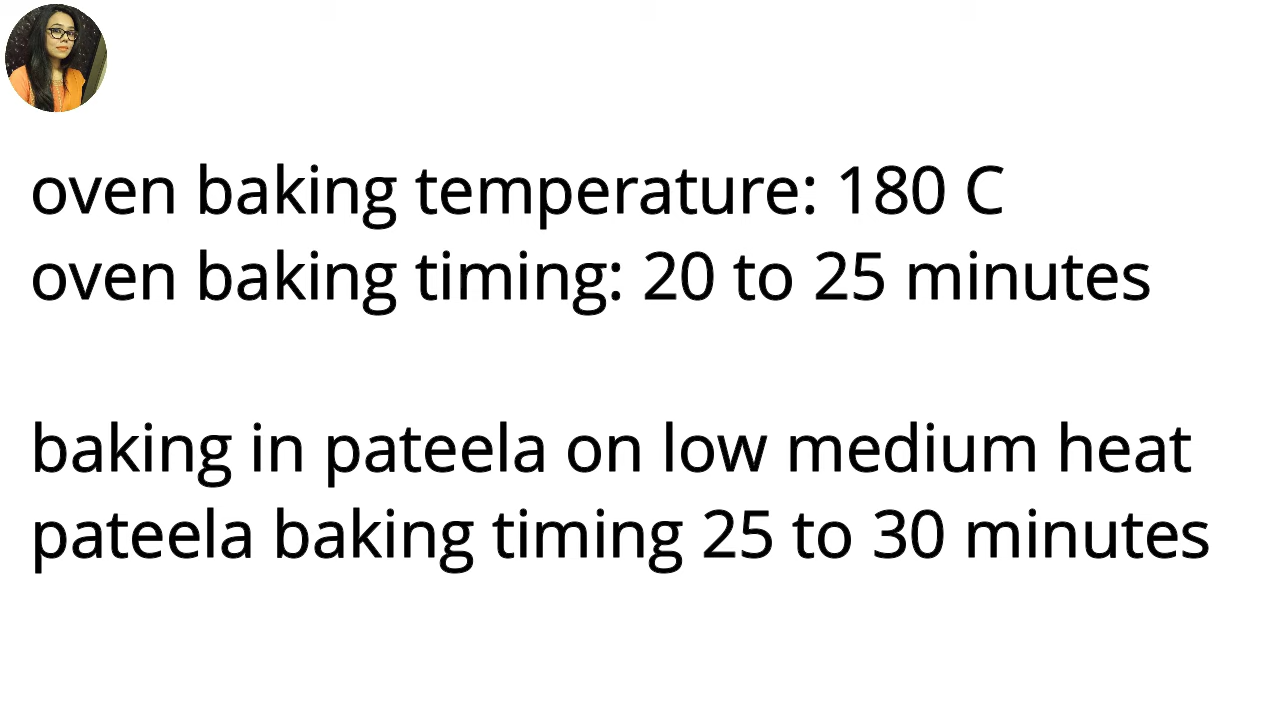 oven baking temperature: 180 C
oven baking timing: 20 to 25 minutes
baking in pateela on low medium heat
pateela baking timing 25 to 30 minutes